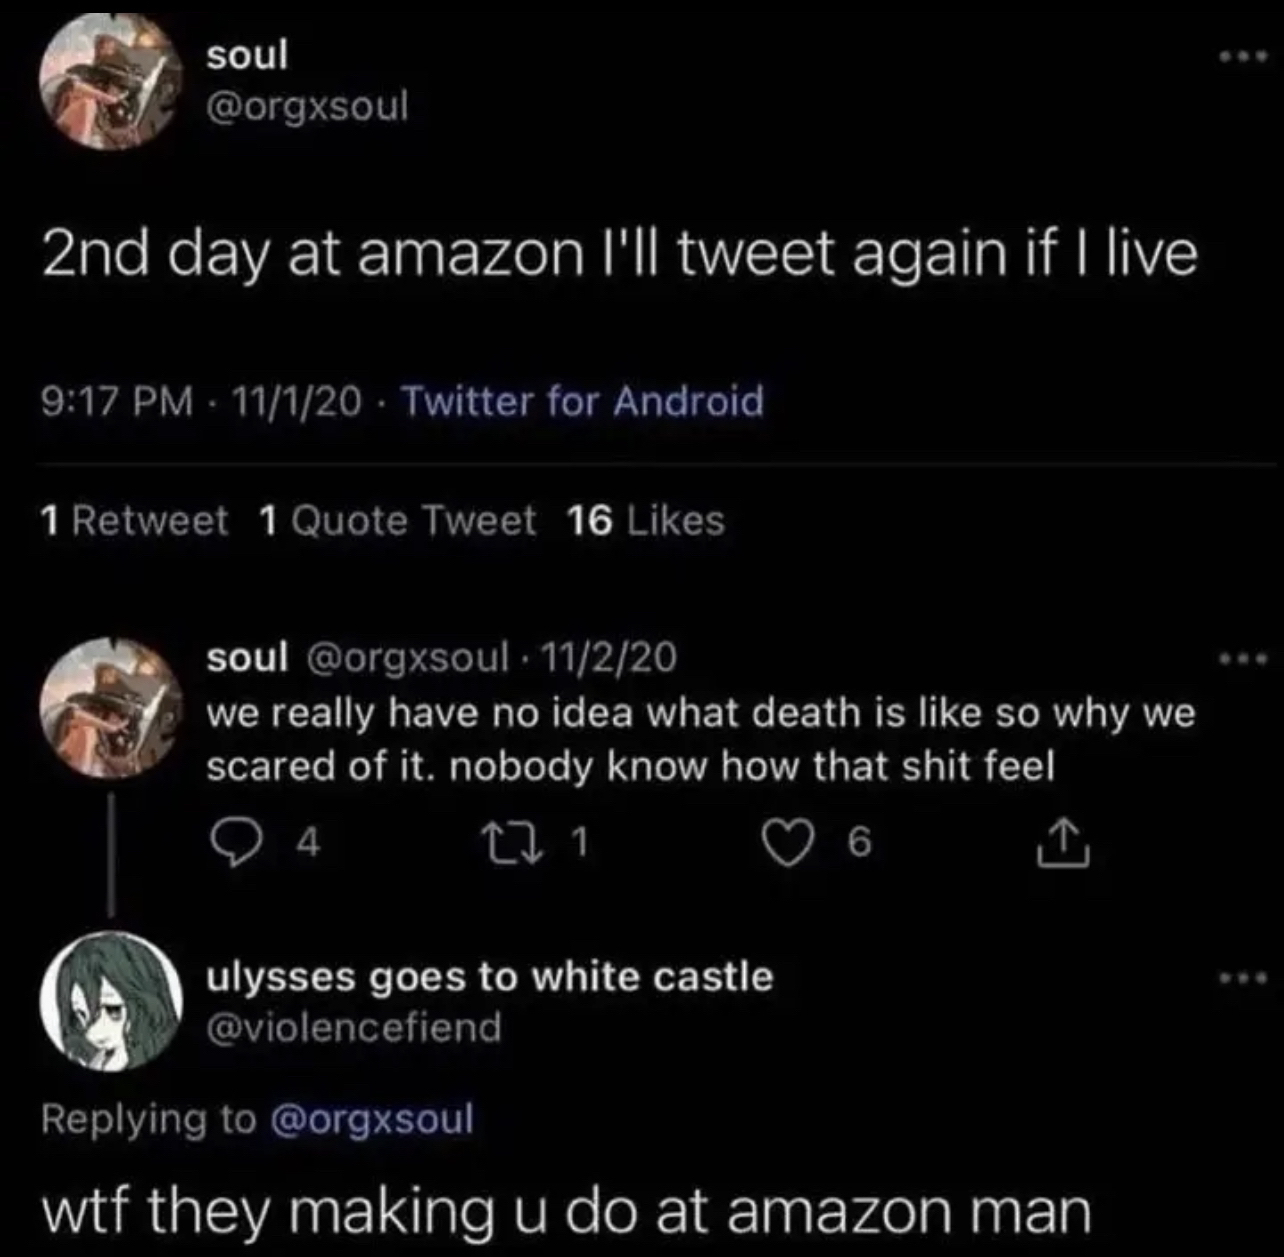 soul
@orgxsoul
2nd day at amazon I'll tweet again if I live
9:17 PM · 11/1/20 · Twitter for Android
1 Retweet 1 Quote Tweet 16 Likes
soul @orgxsoul · 11/2/20
we really have no idea what death is like so why we
scared of it. nobody know how that shit feel
4 1 6
ulysses goes to white castle
@violencefiend
Replying to @orgxsoul
wtf they making u do at amazon man